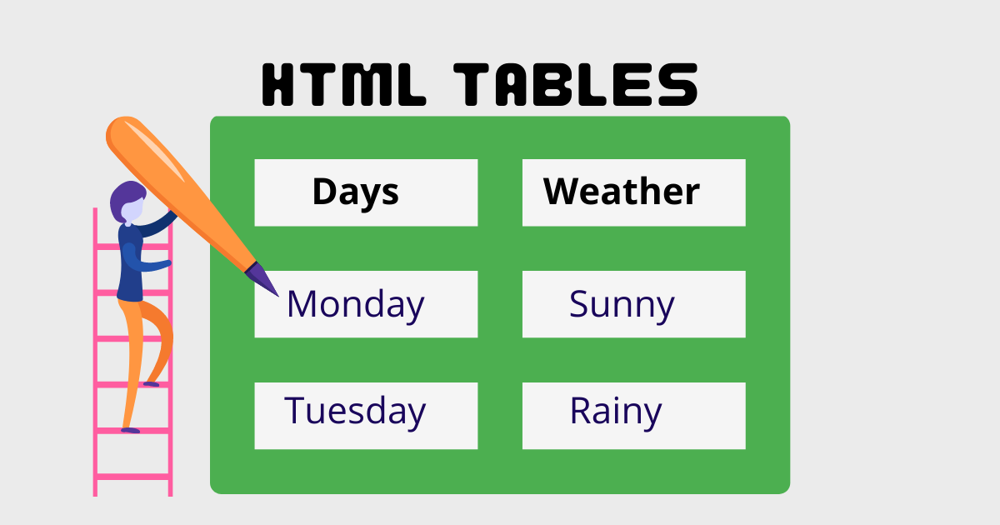 HTML TABLES
Days Weather
Monday Sunny
Tuesday Rainy